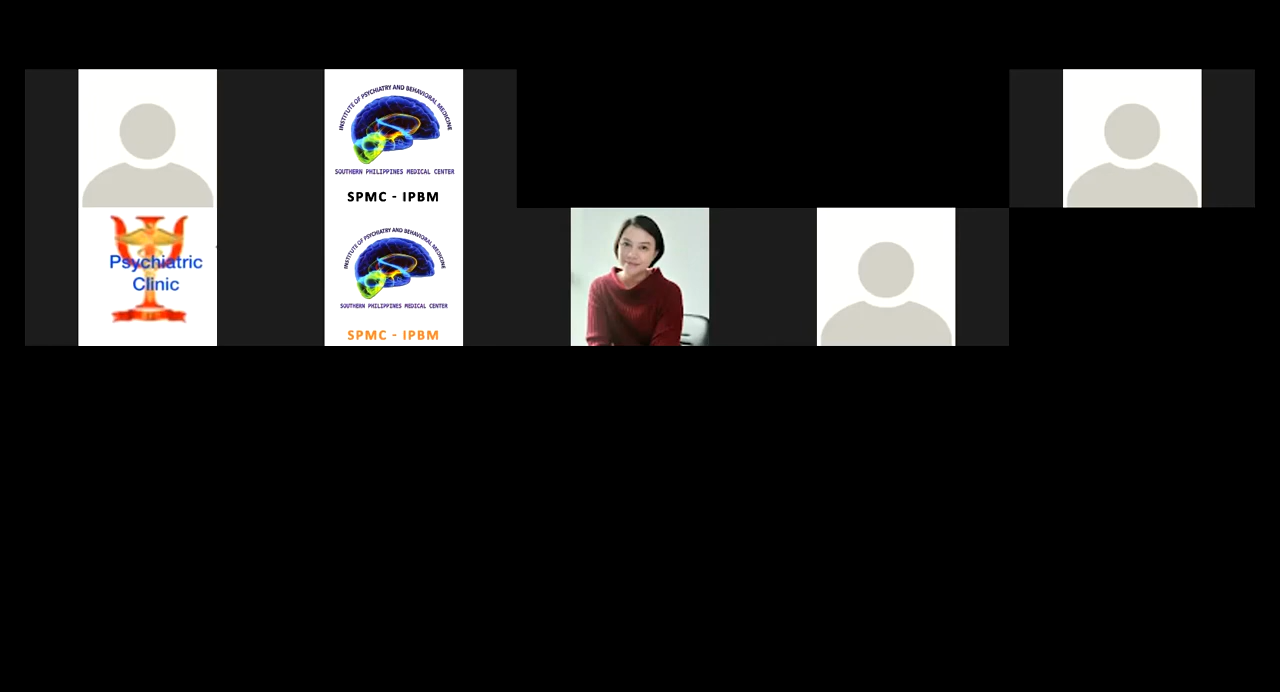 INSTITUTE OF PSYCHIATRY AND BEHAVIORAL MEDICINE
SOUTHERN PHILIPPINES MEDICAL CENTER
SPMC - IPBM
Psychiatric
Clinic
INSTITUTE OF PSYCHIATRY AND BEHAVIORAL MEDICINE
SOUTHERN PHILIPPINES MEDICAL CENTER
SPMC - IPBM